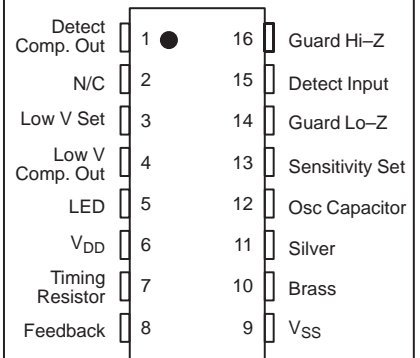 Detect
Comp. Out 1 16 Guard Hi–Z
N/C 2 15 Detect Input
Low V Set 3 14 Guard Lo–Z
Low V
Comp. Out 4 13 Sensitivity Set
LED 5 12 Osc Capacitor
VDD 6 11 Silver
Timing
Resistor 7 10 Brass
Feedback 8 9 VSS